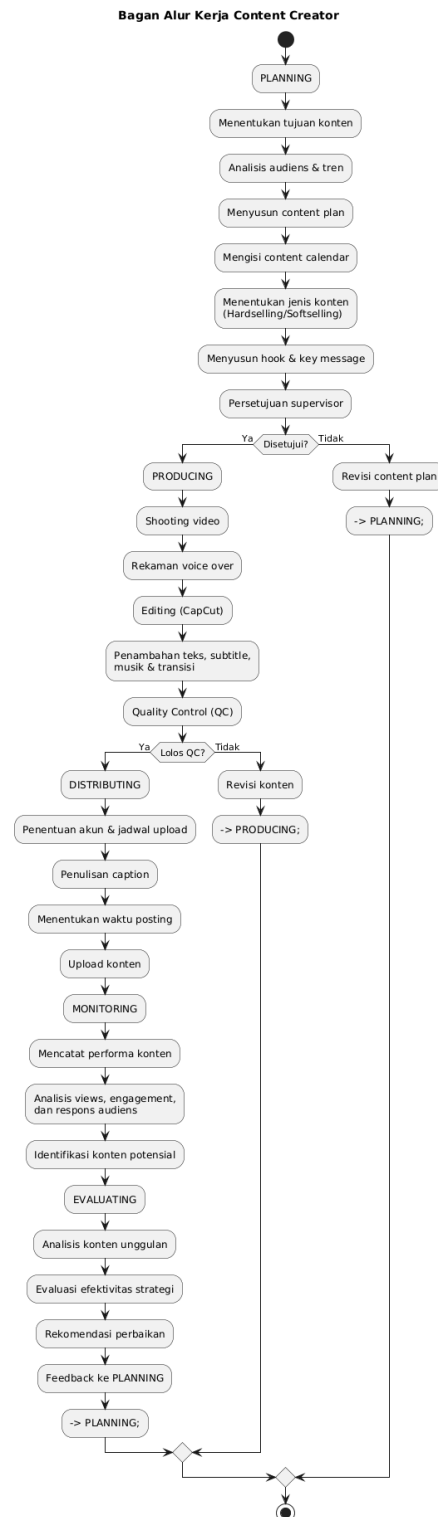 Bagan Alur Kerja Content Creator
PLANNING
Menentukan tujuan konten
Analisis audiens & tren
Menyusun content plan
Mengisi content calendar
Menentukan jenis konten
(Hardselling/Softselling)
Menyusun hook & key message
Persetujuan supervisor
Ya
Disetujui?
Tidak
PRODUCING
Shooting video
Rekaman voice over
Editing (CapCut)
Penambahan teks, subtitle,
musik & transisi
Quality Control (QC)
Ya
Lolos QC?
Tidak
DISTRIBUTING
Penentuan akun & jadwal upload
Penulisan caption
Menentukan waktu posting
Upload konten
MONITORING
Mencatat performa konten
Analisis views, engagement,
dan respons audiens
Identifikasi konten potensial
EVALUATING
Analisis konten unggulan
Evaluasi efektivitas strategi
Rekomendasi perbaikan
Feedback ke PLANNING
-> PLANNING;
Revisi konten
-> PRODUCING;
Revisi content plan
-> PLANNING;